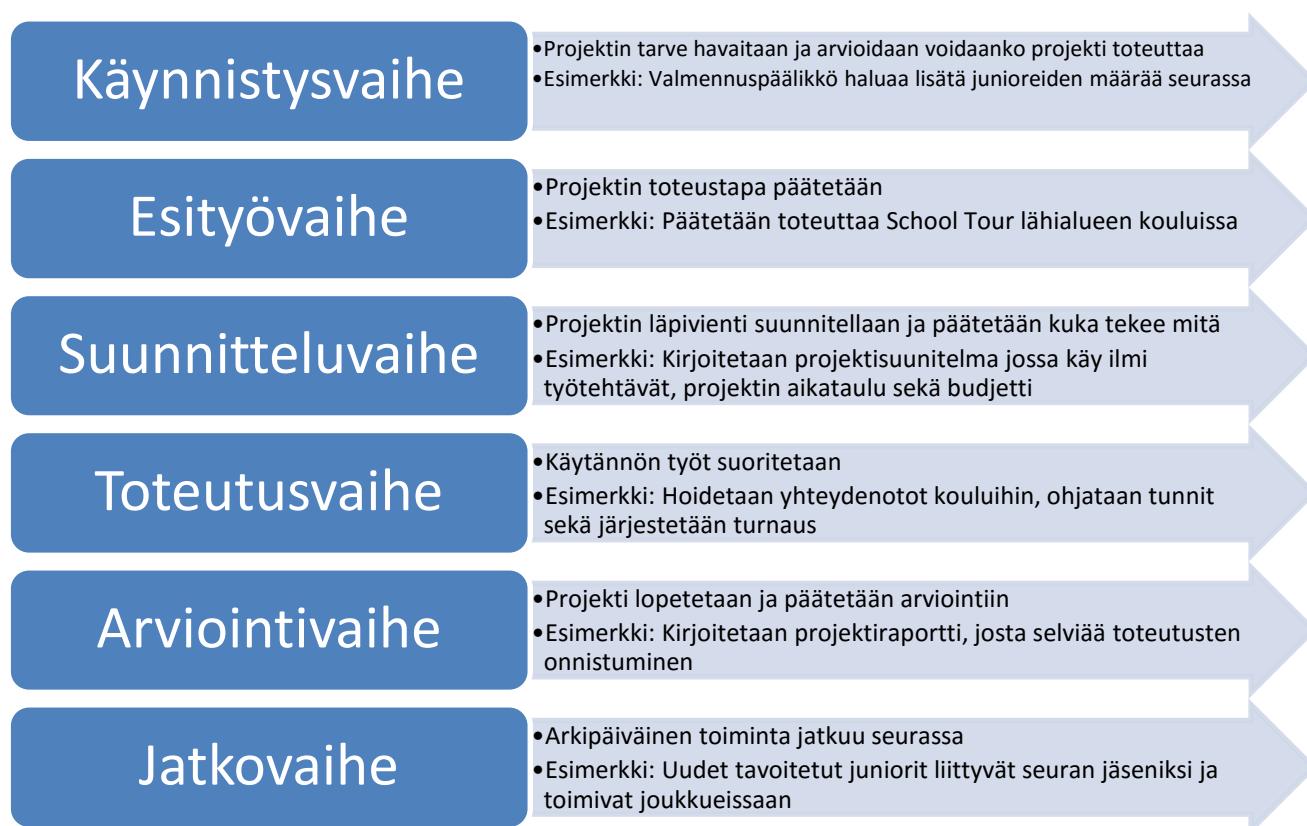 Käynnistysvaihe
•Projektin tarve havaitaan ja arvioidaan voidaanko projekti toteuttaa
•Esimerkki: Valmennuspäälikkö haluaa lisätä junioreiden määrää seurassa
Esityövaihe
•Projektin toteustapa päätetään
•Esimerkki: Päätetään toteuttaa School Tour lähialueen kouluissa
Suunnitteluvaihe
•Projektin läpivienti suunnitellaan ja päätetään kuka tekee mitä
•Esimerkki: Kirjoitetaan projektisuunitelma jossa käy ilmi
työtehtävät, projektin aikataulu sekä budjetti
Toteutusvaihe
•Käytännön työt suoritetaan
•Esimerkki: Hoidetaan yhteydenotot kouluihin, ohjataan tunnit
sekä järjestetään turnaus
Arviointivaihe
•Projekti lopetetaan ja päätetään arviointiin
•Esimerkki: Kirjoitetaan projektiraportti, josta selviää toteutusten
onnistuminen
Jatkovaihe
•Arkipäiväinen toiminta jatkuu seurassa
•Esimerkki: Uudet tavoitetut juniorit liittyvät seuran jäseniksi ja
toimivat joukkueissaan